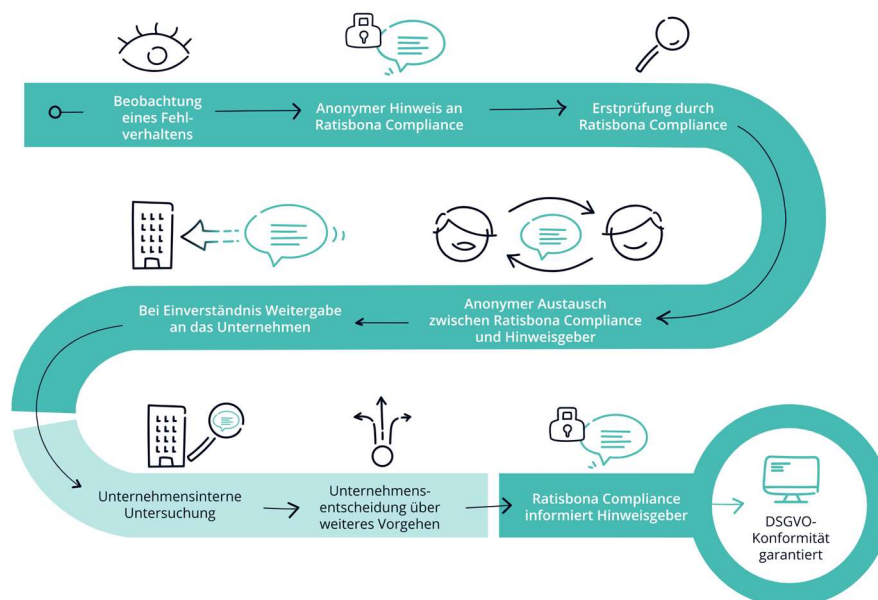 Beobachtung
eines Fehl-
verhaltens
Anonymer Hinweis an
Ratisbona Compliance
Erstprüfung durch
Ratisbona Compliance
Anonymer Austausch
zwischen Ratisbona Compliance
und Hinweisgeber
Bei Einverständnis Weitergabe
an das Unternehmen
Unternehmensinterne
Untersuchung
Unternehmens-
entscheidung über
weiteres Vorgehen
Ratisbona Compliance
informiert Hinweisgeber
DSGVO-
Konformität
garantiert